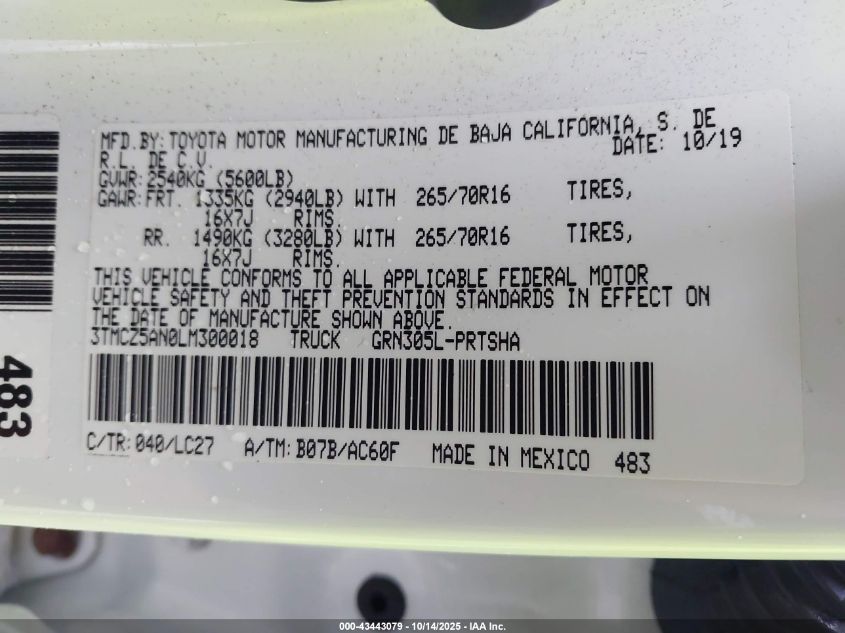 MFD.BY:TOYOTA MOTOR MANUFACTURING DE BAJA CALIFORNIA, S. DE
R.L. DE C.V. DATE: 10/19
GVWR:2540KG (5600LB)
GAWR:FRT. 1335KG (2940LB) WITH 265/70R16 TIRES,
16X7J RIMS.
RR. 1490KG (3280LB) WITH 265/70R16 TIRES,
16X7J RIMS.
THIS VEHICLE CONFORMS TO ALL APPLICABLE FEDERAL MOTOR
VEHICLE SAFETY AND THEFT PREVENTION STANDARDS IN EFFECT ON
THE DATE OF MANUFACTURE SHOWN ABOVE.
3TMCZ5AN0LM300018 TRUCK GRN305L-PRTSHA
C/TR:040/LC27 A/TM:B07B/AC60F MADE IN MEXICO 483
483
000-43443079 - 10/14/2025 - IAA Inc.